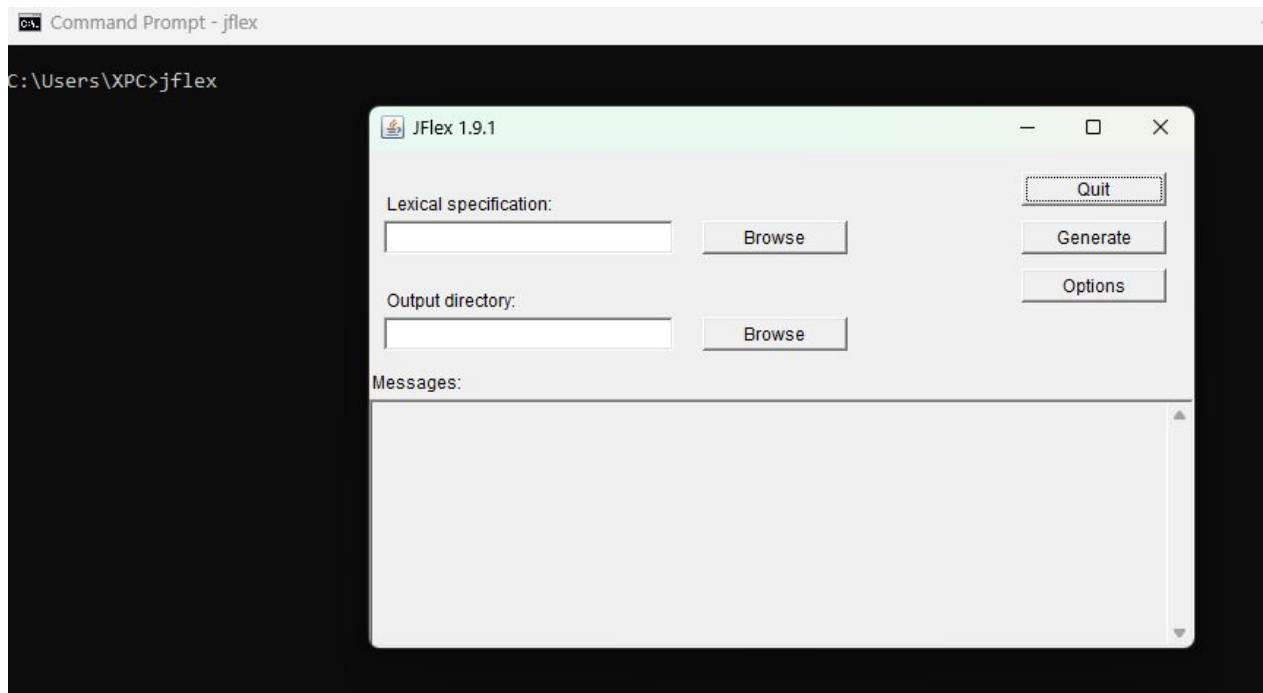 Command Prompt - jflex
C:\Users\XPC>jflex
JFlex 1.9.1
Quit
Lexical specification:
Browse
Generate
Options
Output directory:
Browse
Messages: